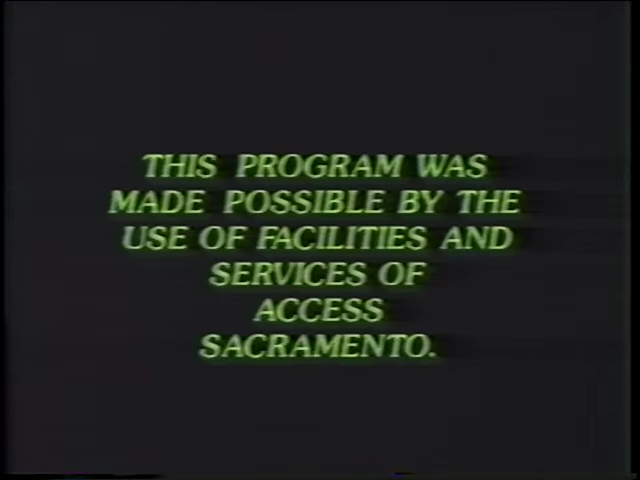 THIS PROGRAM WAS
MADE POSSIBLE BY THE
USE OF FACILITIES AND
SERVICES OF
ACCESS
SACRAMENTO.